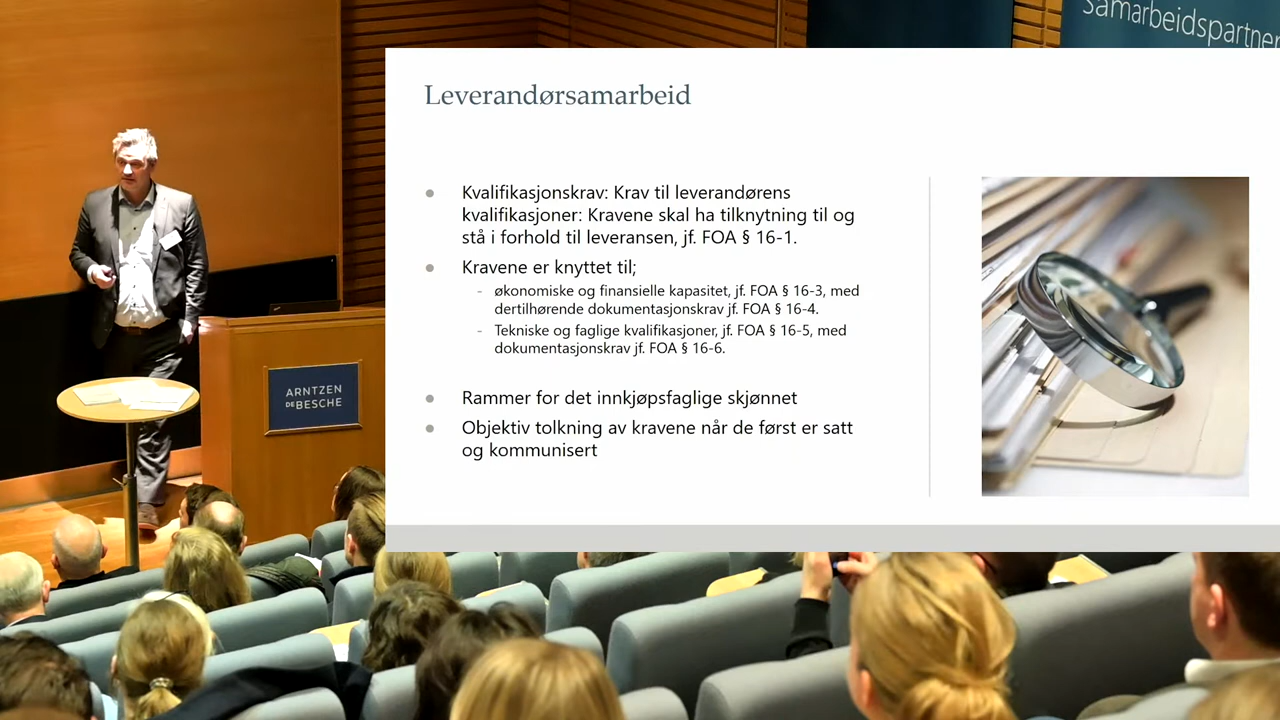 Samarbeidspartner
Leverandørsamarbeid
● Kvalifikasjonskrav: Krav til leverandørens
kvalifikasjoner: Kravene skal ha tilknytning til og
stå i forhold til leveransen, jf. FOA § 16-1.
● Kravene er knyttet til;
- økonomiske og finansielle kapasitet, jf. FOA § 16-3, med
dertilhørende dokumentasjonskrav jf. FOA § 16-4.
- Tekniske og faglige kvalifikasjoner, jf. FOA § 16-5, med
dokumentasjonskrav jf. FOA § 16-6.
● Rammer for det innkjøpsfaglige skjønnet
● Objektiv tolkning av kravene når de først er satt
og kommunisert
ARNTZEN
DE BESCHE